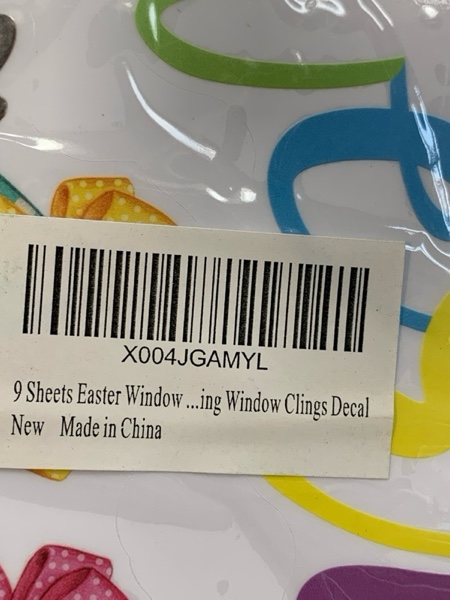 X004JGAMYL
9 Sheets Easter Window ...ing Window Clings Decal
New Made in China